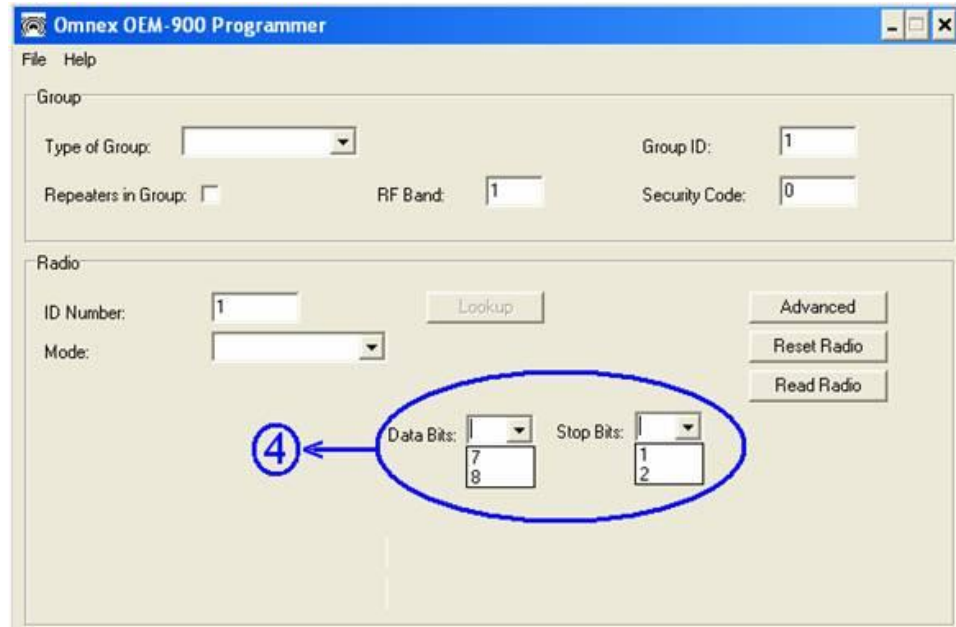 Omnex OEM-900 Programmer
File Help
Group
Type of Group: Group ID: 1
Repeaters in Group: RF Band: 1 Security Code: 0
Radio
ID Number: 1 Lookup Advanced
Mode: Reset Radio
Read Radio
4 Data Bits: Stop Bits:
7 1
8 2